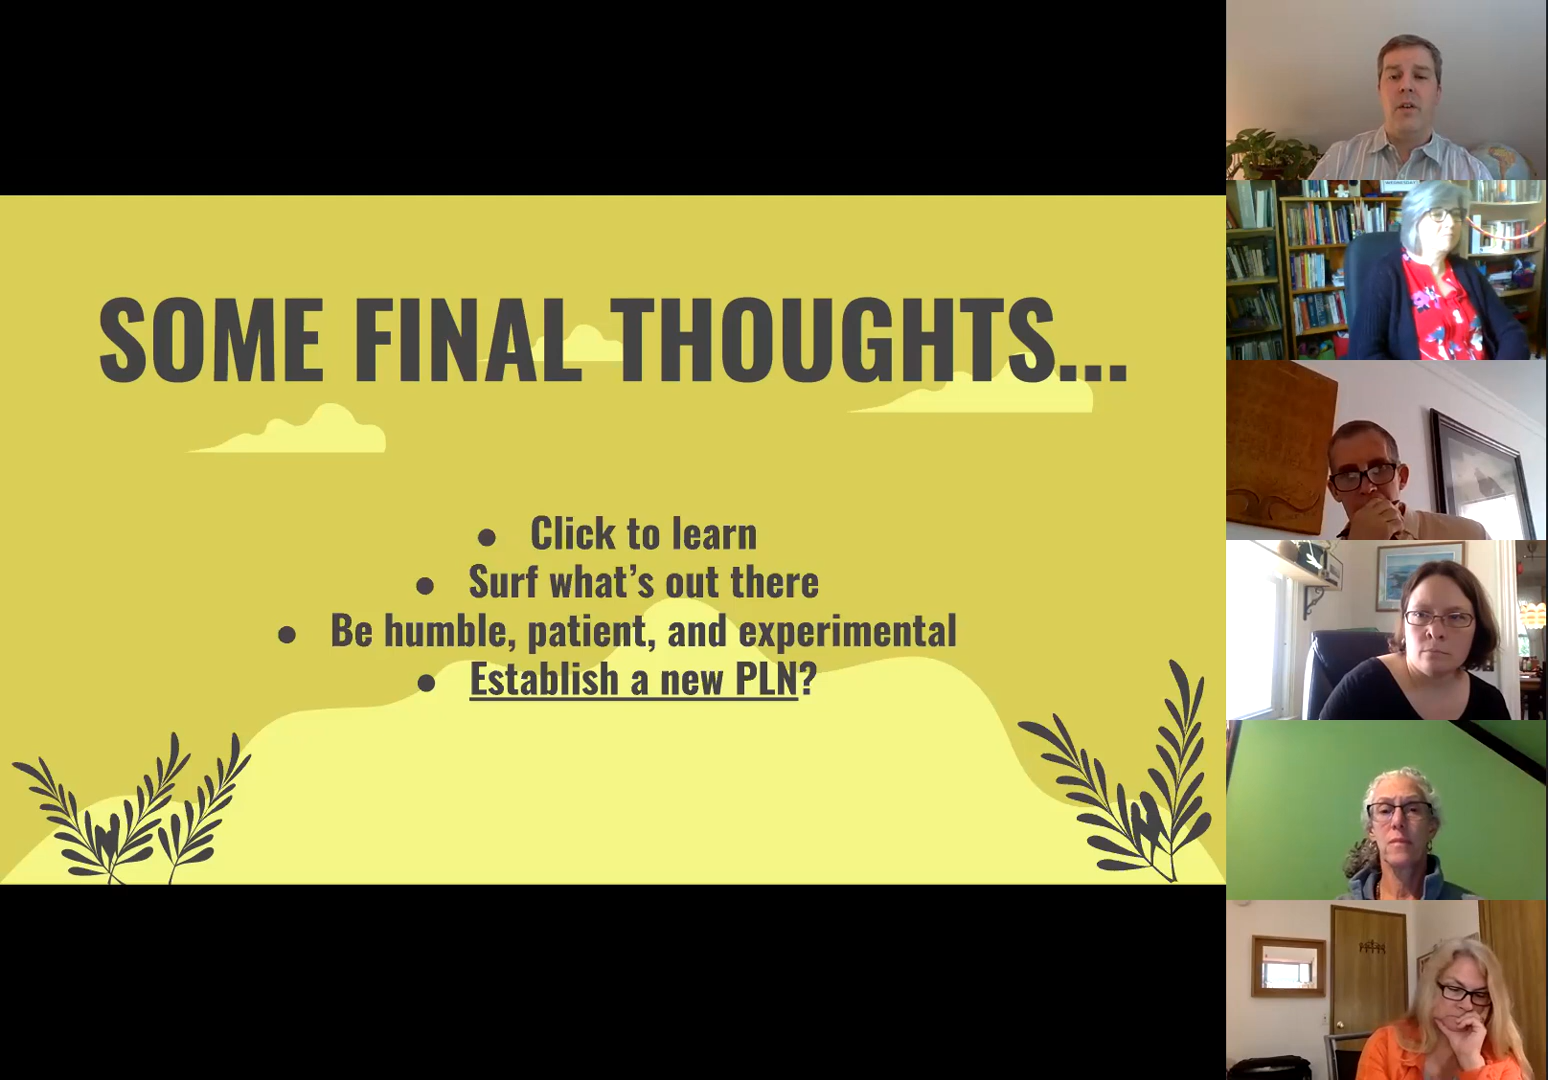 SOME FINAL THOUGHTS...
● Click to learn
● Surf what's out there
● Be humble, patient, and experimental
● Establish a new PLN?